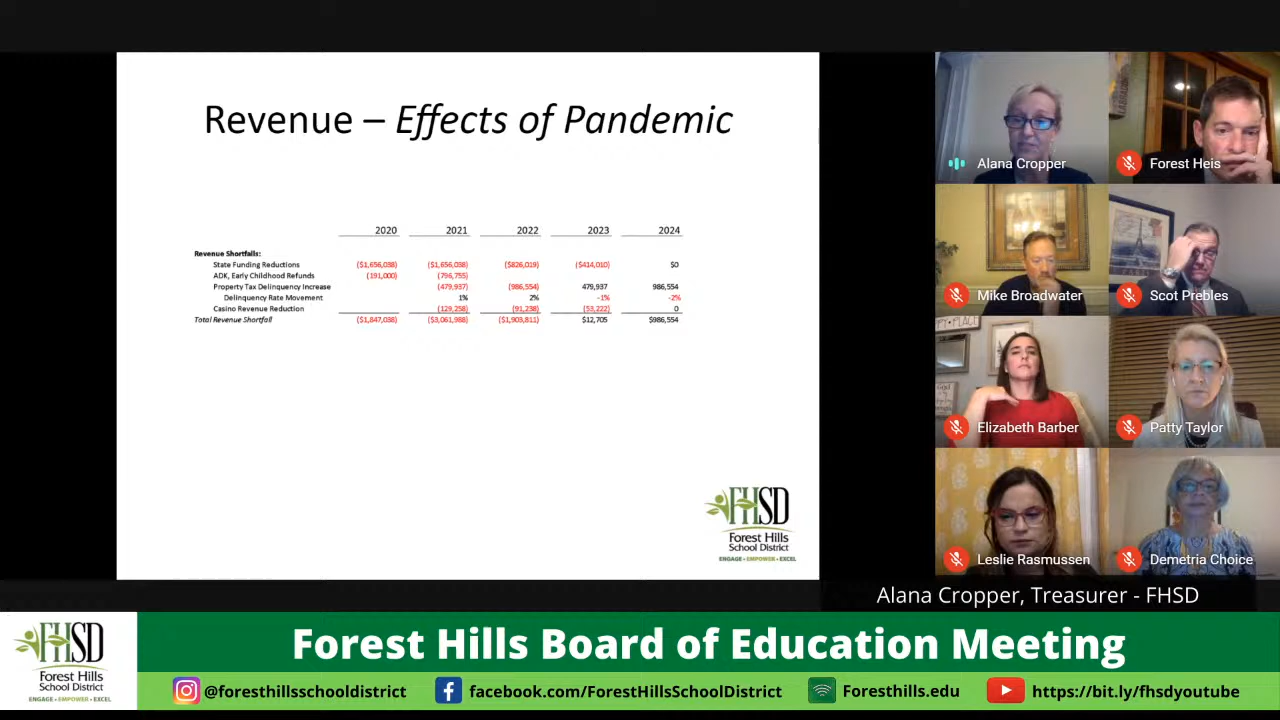 Revenue – Effects of Pandemic
2020 2021 2022 2023 2024
Revenue Shortfalls:
State Funding Reductions ($1,656,038) ($1,656,038) ($826,019) ($414,010) $0
ADK, Early Childhood Refunds (191,000) (796,755)
Property Tax Delinquency Increase (479,937) (986,554) 479,937 986,554
Delinquency Rate Movement 1% 2% -1% -2%
Casino Revenue Reduction (129,258) (91,238) (53,222) 0
Total Revenue Shortfall ($1,847,038) ($3,061,988) ($1,903,811) $12,705 $986,554
FHSD
Forest Hills
School District
ENGAGE • EMPOWER • EXCEL
Alana Cropper
Forest Heis
Mike Broadwater
Scot Prebles
Elizabeth Barber
Patty Taylor
Leslie Rasmussen
Demetria Choice
Alana Cropper, Treasurer - FHSD
FHSD
Forest Hills
School District
ENGAGE • EMPOWER • EXCEL
Forest Hills Board of Education Meeting
@foresthillsschooldistrict
facebook.com/ForestHillsSchoolDistrict
Foresthills.edu
https://bit.ly/fhsdyoutube